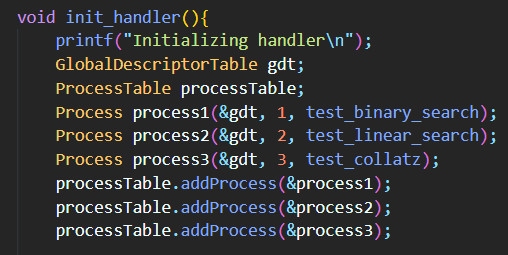 void init_handler(){
printf("Initializing handler\n");
GlobalDescriptorTable gdt;
ProcessTable processTable;
Process process1(&gdt, 1, test_binary_search);
Process process2(&gdt, 2, test_linear_search);
Process process3(&gdt, 3, test_collatz);
processTable.addProcess(&process1);
processTable.addProcess(&process2);
processTable.addProcess(&process3);